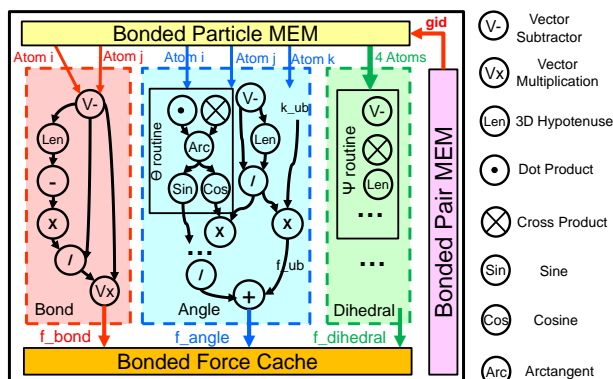 Bonded Particle MEM
gid
Atom i
Atom j
Atom i
Atom j
Atom k
4 Atoms
V-
Len
-
x
/
Vx
Bond
Θ routine
Arc
Sin
Cos
x
...
/
V-
Len
/
k_ub
x
f_ub
+
Angle
Ψ routine
V-
Len
...
...
Dihedral
Bonded Pair MEM
f_bond
f_angle
f_dihedral
Bonded Force Cache
V-
Vector
Subtractor
Vx
Vector
Multiplication
Len
3D Hypotenuse
Dot Product
Cross Product
Sin
Sine
Cos
Cosine
Arc
Arctangent